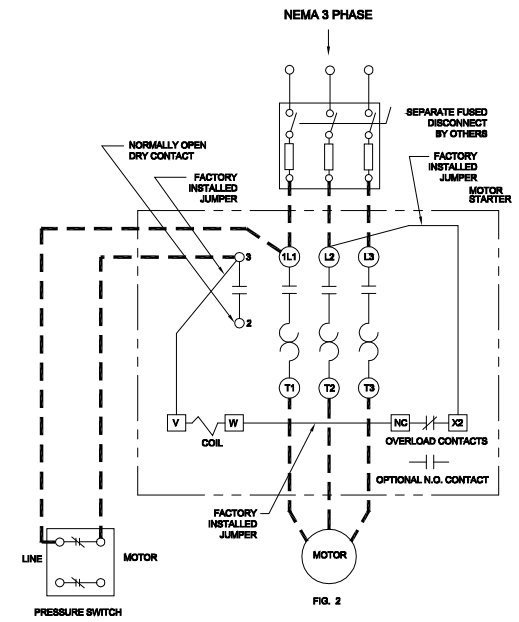 NEMA 3 PHASE
SEPARATE FUSED
DISCONNECT
BY OTHERS
NORMALLY OPEN
DRY CONTACT
FACTORY
INSTALLED
JUMPER
FACTORY
INSTALLED
JUMPER
MOTOR
STARTER
3
1L1
L2
L3
2
T1
T2
T3
V
W
NC
X2
COIL
OVERLOAD CONTACTS
OPTIONAL N.O. CONTACT
FACTORY
INSTALLED
JUMPER
LINE
MOTOR
MOTOR
PRESSURE SWITCH
FIG. 2